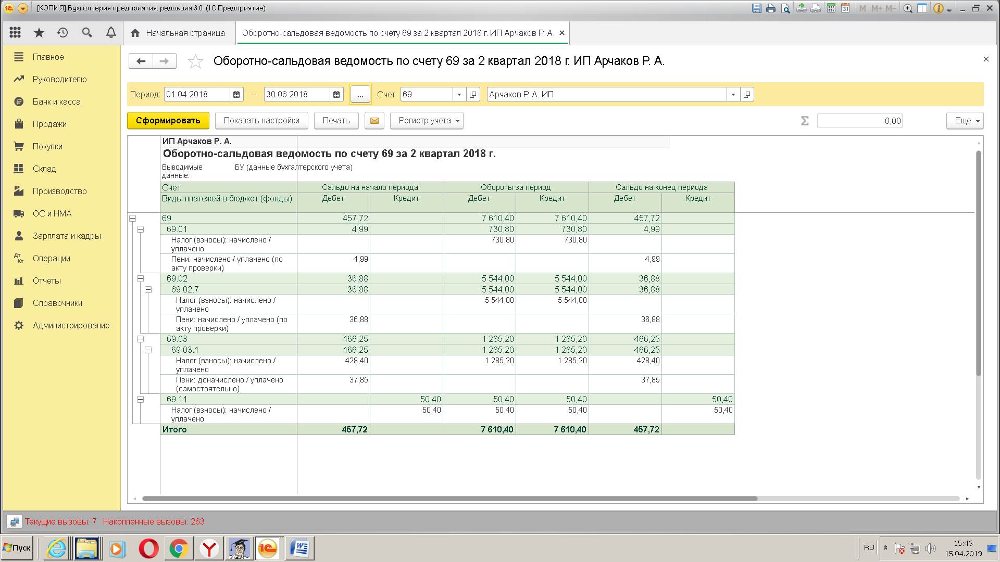 [КОПИЯ] Бухгалтерия предприятия, редакция 3.0 (1С:Предприятие)
M M+ M−
Начальная страница
Оборотно-сальдовая ведомость по счету 69 за 2 квартал 2018 г. ИП Арчаков Р. А. ×
Главное
Руководителю
Банк и касса
Продажи
Покупки
Склад
Производство
ОС и НМА
Зарплата и кадры
Дт Кт Операции
Отчеты
Справочники
Администрирование
Оборотно-сальдовая ведомость по счету 69 за 2 квартал 2018 г. ИП Арчаков Р. А.
Период: 01.04.2018 – 30.06.2018 ... Счет: 69 Арчаков Р. А. ИП
Сформировать Показать настройки Печать Регистр учета Σ 0,00 Еще
ИП Арчаков Р. А.
Оборотно-сальдовая ведомость по счету 69 за 2 квартал 2018 г.
Выводимые данные: БУ (данные бухгалтерского учета)
Счет Сальдо на начало периода Обороты за период Сальдо на конец периода
Виды платежей в бюджет (фонды) Дебет Кредит Дебет Кредит Дебет Кредит
69 457,72 7 610,40 7 610,40 457,72
69.01 4,99 730,80 730,80 4,99
Налог (взносы): начислено / уплачено 730,80 730,80
Пени: начислено / уплачено (по акту проверки) 4,99 4,99
69.02 36,88 5 544,00 5 544,00 36,88
69.02.7 36,88 5 544,00 5 544,00 36,88
Налог (взносы): начислено / уплачено 5 544,00 5 544,00
Пени: начислено / уплачено (по акту проверки) 36,88 36,88
69.03 466,25 1 285,20 1 285,20 466,25
69.03.1 466,25 1 285,20 1 285,20 466,25
Налог (взносы): начислено / уплачено 428,40 1 285,20 1 285,20 428,40
Пени: доначислено / уплачено (самостоятельно) 37,85 37,85
69.11 50,40 50,40 50,40 50,40
Налог (взносы): начислено / уплачено 50,40 50,40 50,40 50,40
Итого 457,72 7 610,40 7 610,40 457,72
Текущие вызовы: 7 Накопленные вызовы: 263
Пуск
RU
15:46
15.04.2019